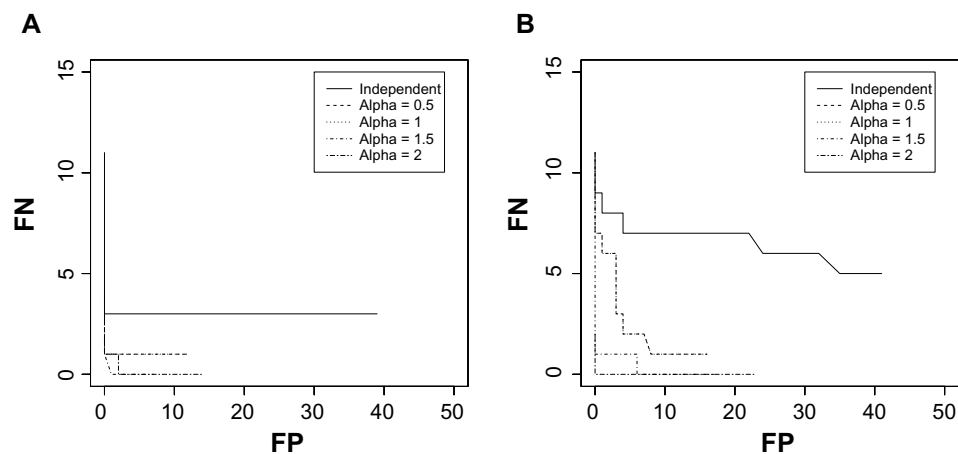 A
B
15
10
5
0
FN
Independent
Alpha = 0.5
Alpha = 1
Alpha = 1.5
Alpha = 2
0 10 20 30 40 50
FP
15
10
5
0
FN
Independent
Alpha = 0.5
Alpha = 1
Alpha = 1.5
Alpha = 2
0 10 20 30 40 50
FP